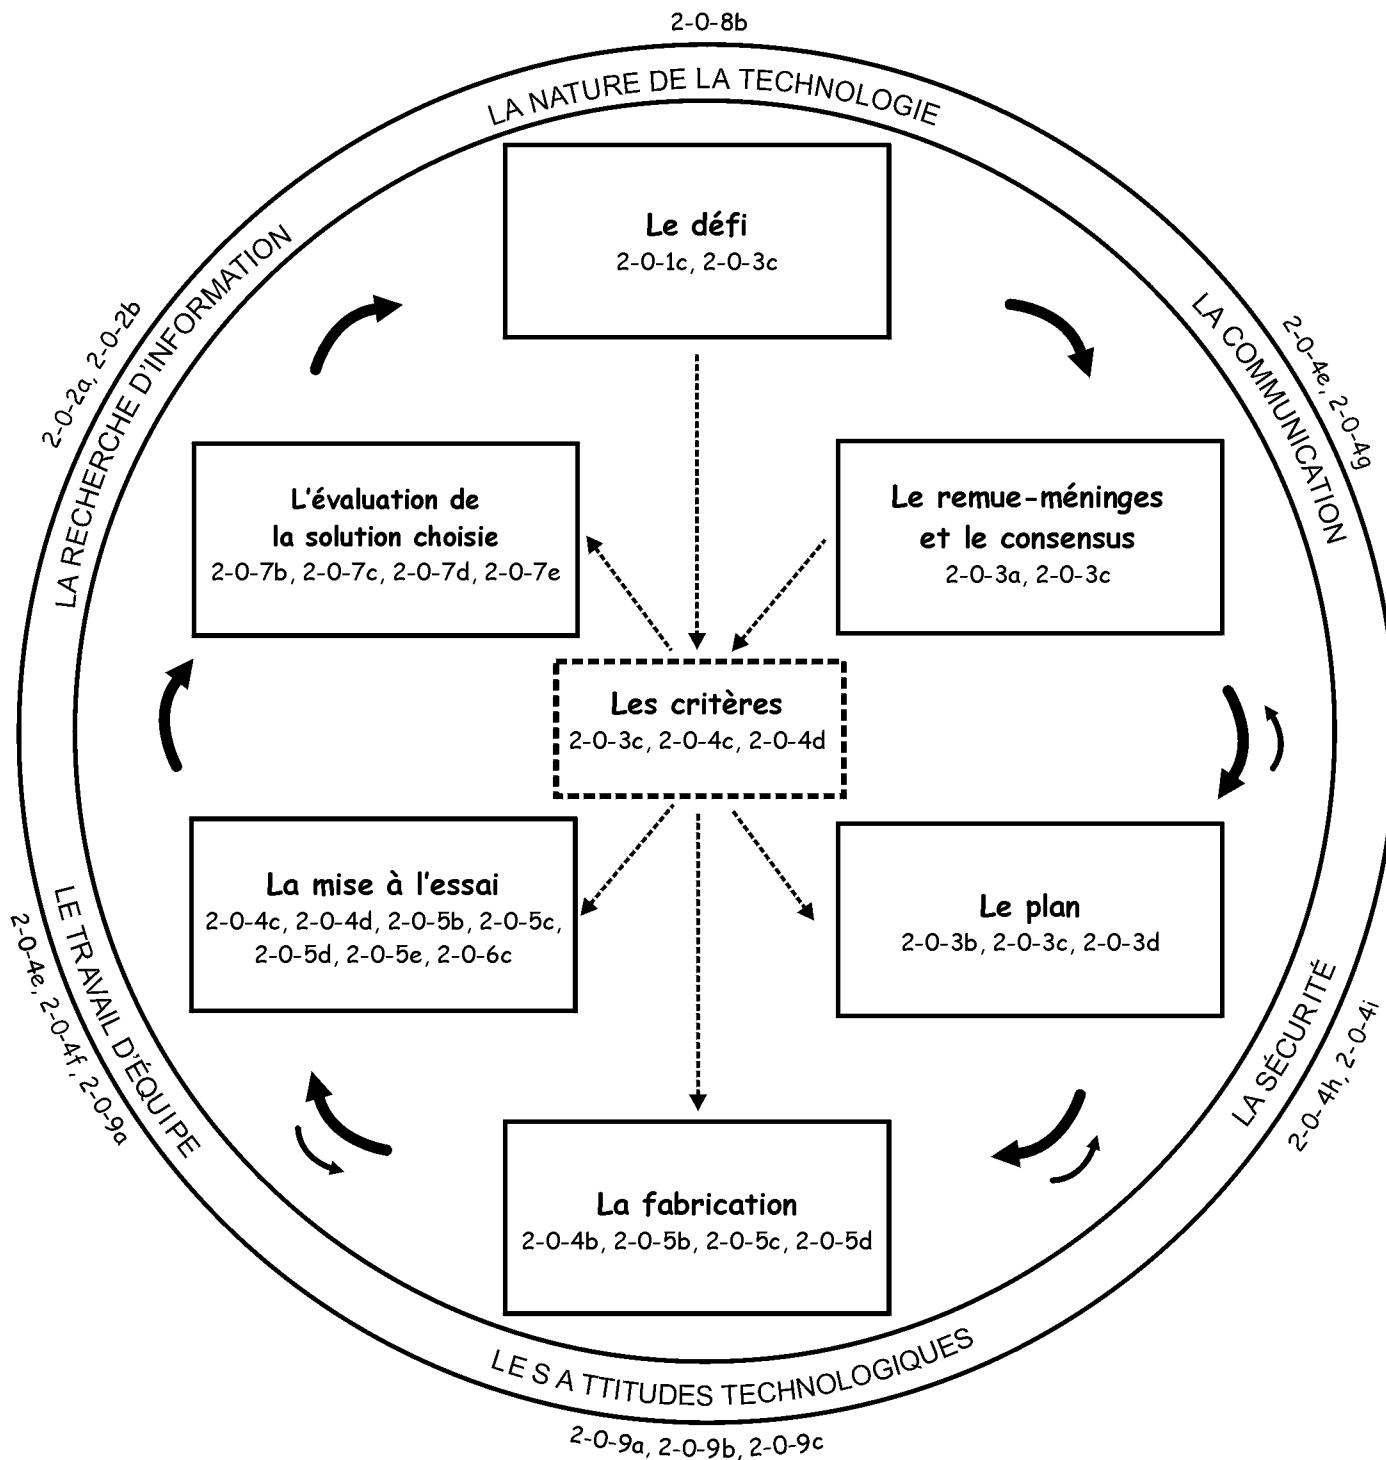 2-0-8b
LA NATURE DE LA TECHNOLOGIE
Le défi
2-0-1c, 2-0-3c
LA RECHERCHE D'INFORMATION
2-0-2a, 2-0-2b
LA COMMUNICATION
2-0-4e, 2-0-4g
L'évaluation de
la solution choisie
2-0-7b, 2-0-7c, 2-0-7d, 2-0-7e
Le remue-méninges
et le consensus
2-0-3a, 2-0-3c
Les critères
2-0-3c, 2-0-4c, 2-0-4d
La mise à l'essai
2-0-4c, 2-0-4d, 2-0-5b, 2-0-5c,
2-0-5d, 2-0-5e, 2-0-6c
Le plan
2-0-3b, 2-0-3c, 2-0-3d
LE TRAVAIL D'ÉQUIPE
2-0-4e, 2-0-4f, 2-0-9a
LA SÉCURITÉ
2-0-4h, 2-0-4i
La fabrication
2-0-4b, 2-0-5b, 2-0-5c, 2-0-5d
LES ATTITUDES TECHNOLOGIQUES
2-0-9a, 2-0-9b, 2-0-9c